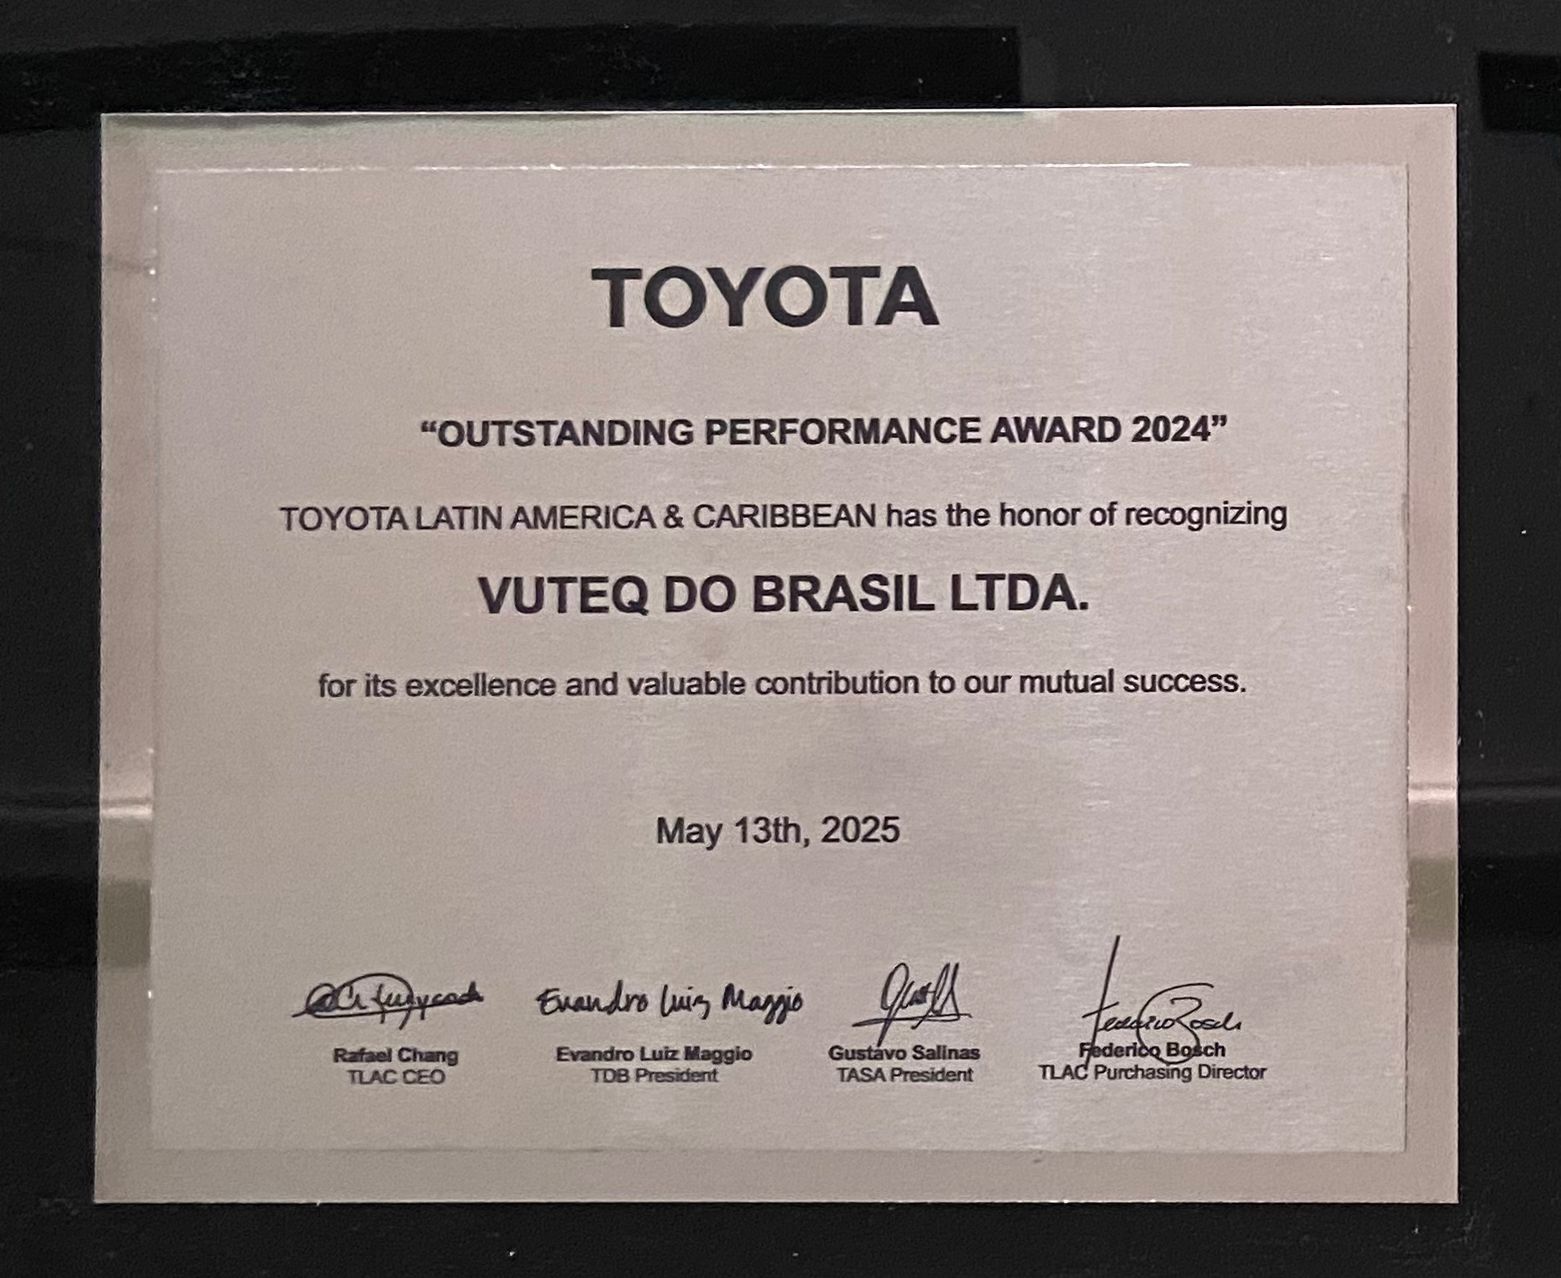 TOYOTA
“OUTSTANDING PERFORMANCE AWARD 2024”
TOYOTA LATIN AMERICA & CARIBBEAN has the honor of recognizing
VUTEQ DO BRASIL LTDA.
for its excellence and valuable contribution to our mutual success.
May 13th, 2025
Evandro Luiz Maggio
Federico Bosch
Rafael Chang
TLAC CEO
Evandro Luiz Maggio
TDB President
Gustavo Salinas
TASA President
Federico Bosch
TLAC Purchasing Director